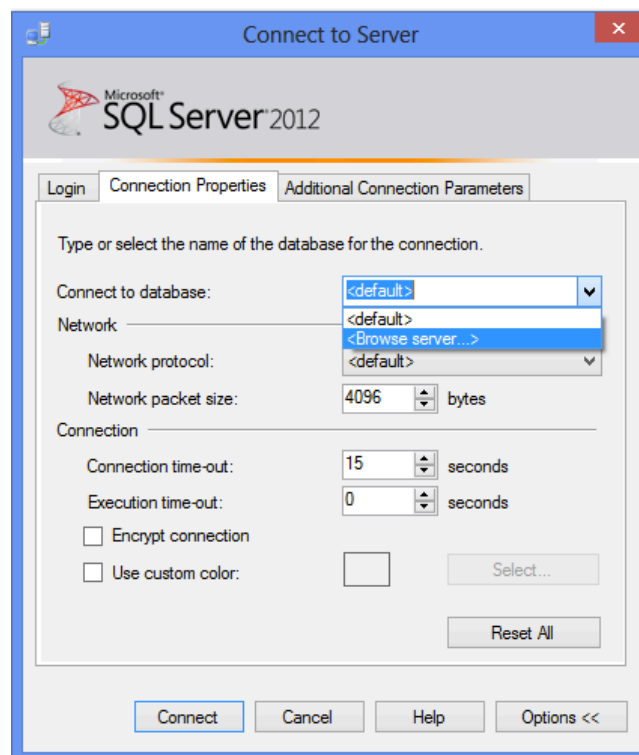 Connect to Server
Microsoft®
SQL Server® 2012
Login Connection Properties Additional Connection Parameters
Type or select the name of the database for the connection.
Connect to database: <default>
<default>
Network <Browse server...>
Network protocol: <default>
Network packet size: 4096 bytes
Connection
Connection time-out: 15 seconds
Execution time-out: 0 seconds
Encrypt connection
Use custom color: Select...
Reset All
Connect Cancel Help Options <<